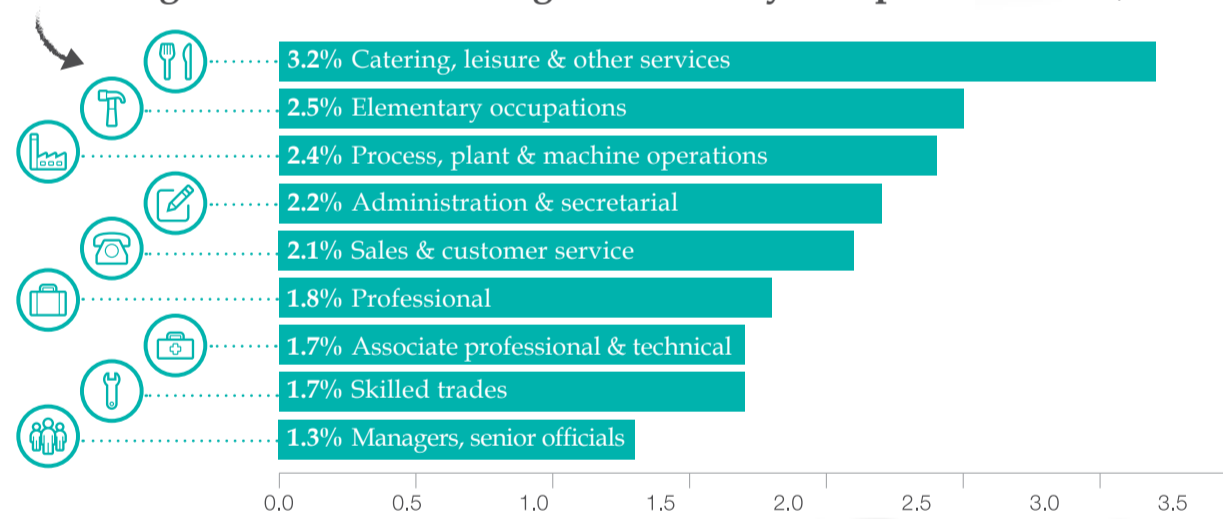 3.2% Catering, leisure & other services
2.5% Elementary occupations
2.4% Process, plant & machine operations
2.2% Administration & secretarial
2.1% Sales & customer service
1.8% Professional
1.7% Associate professional & technical
1.7% Skilled trades
1.3% Managers, senior officials
0.0 0.5 1.0 1.5 2.0 2.5 3.0 3.5